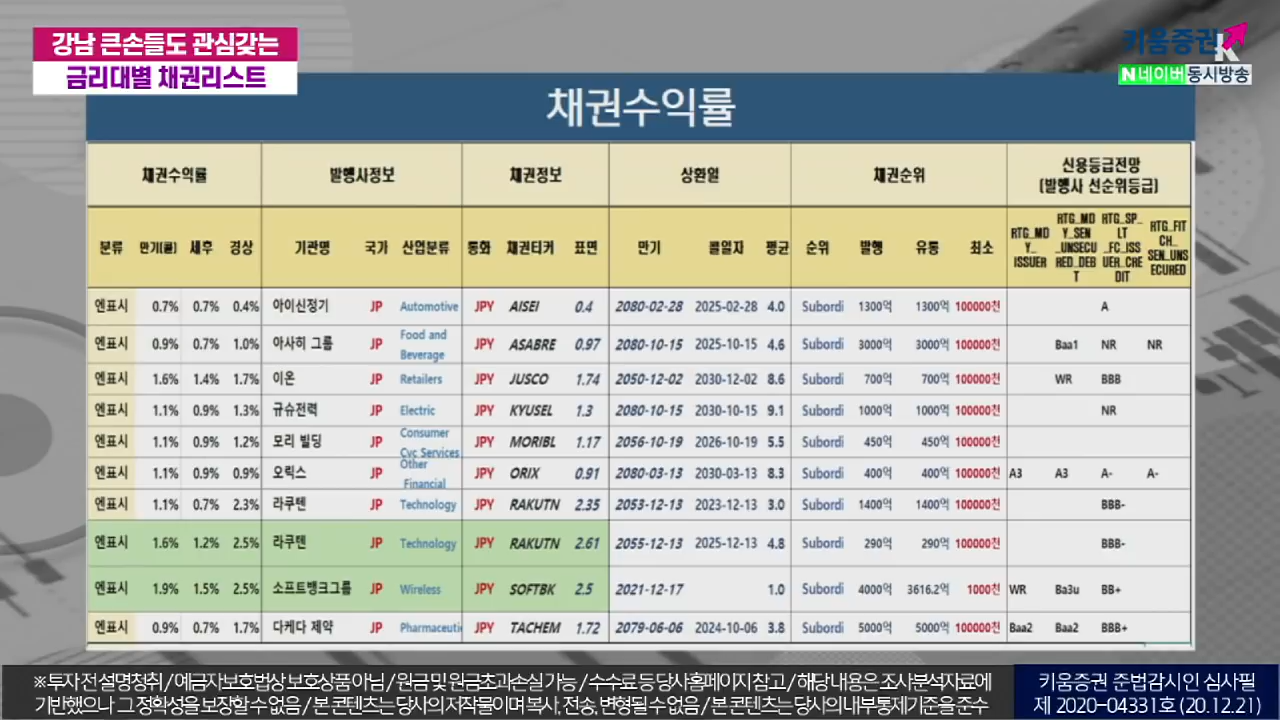 강남 큰손들도 관심갖는
금리대별 채권리스트
키움증권K
N 네이버 동시방송
채권수익률
채권수익률 발행사정보 채권정보 상환일 채권순위 신용등급전망
(발행사 선순위등급)
분류 만기(콜) 세후 경상 기관명 국가 산업분류 통화 채권티커 표면 만기 콜일자 평균 순위 발행 유통 최소
RTG_MD
Y_
ISSUER
RTG_MD
Y_SEN
_UNSECU
RED_DEB
T
RTG_SP_
LT
_FC_ISS
UER_CRE
DIT
RTG_FIT
CH_
SEN_UNS
ECURED
엔표시 0.7% 0.7% 0.4% 아이신정기 JP Automotive JPY AISEI 0.4 2080-02-28 2025-02-28 4.0 Subordi 1300억 1300억 100000천 A
엔표시 0.9% 0.7% 1.0% 아사히 그룹 JP Food and
Beverage JPY ASABRE 0.97 2080-10-15 2025-10-15 4.6 Subordi 3000억 3000억 100000천 Baa1 NR NR
엔표시 1.6% 1.4% 1.7% 이온 JP Retailers JPY JUSCO 1.74 2050-12-02 2030-12-02 8.6 Subordi 700억 700억 100000천 WR BBB
엔표시 1.1% 0.9% 1.3% 규슈전력 JP Electric JPY KYUSEL 1.3 2080-10-15 2030-10-15 9.1 Subordi 1000억 1000억 100000천 NR
엔표시 1.1% 0.9% 1.2% 모리 빌딩 JP Consumer
Cyc Services JPY MORIBL 1.17 2056-10-19 2026-10-19 5.5 Subordi 450억 450억 100000천
엔표시 1.1% 0.9% 0.9% 오릭스 JP Other
Financial JPY ORIX 0.91 2080-03-13 2030-03-13 8.3 Subordi 400억 400억 100000천 A3 A3 A- A-
엔표시 1.1% 0.7% 2.3% 라쿠텐 JP Technology JPY RAKUTN 2.35 2053-12-13 2023-12-13 3.0 Subordi 1400억 1400억 100000천 BBB-
엔표시 1.6% 1.2% 2.5% 라쿠텐 JP Technology JPY RAKUTN 2.61 2055-12-13 2025-12-13 4.8 Subordi 290억 290억 100000천 BBB-
엔표시 1.9% 1.5% 2.5% 소프트뱅크그룹 JP Wireless JPY SOFTBK 2.5 2021-12-17 1.0 Subordi 4000억 3616.2억 1000천 WR Ba3u BB+
엔표시 0.9% 0.7% 1.7% 다케다 제약 JP Pharmaceuti JPY TACHEM 1.72 2079-06-06 2024-10-06 3.8 Subordi 5000억 5000억 100000천 Baa2 Baa2 BBB+
※ 투자 전 설명청취 / 예금자보호법상 보호상품 아님 / 원금 및 원금초과손실 가능 / 수수료 등 당사홈페이지 참고 / 해당 내용은 조사분석자료에
기반했으나 그 정확성을 보장할 수 없음 / 본 콘텐츠는 당사의 저작물이며 복사, 전송, 변형될 수 없음 / 본 콘텐츠는 당사의 내부통제기준을 준수
키움증권 준법감시인 심사필
제 2020-04331호 (20.12.21)